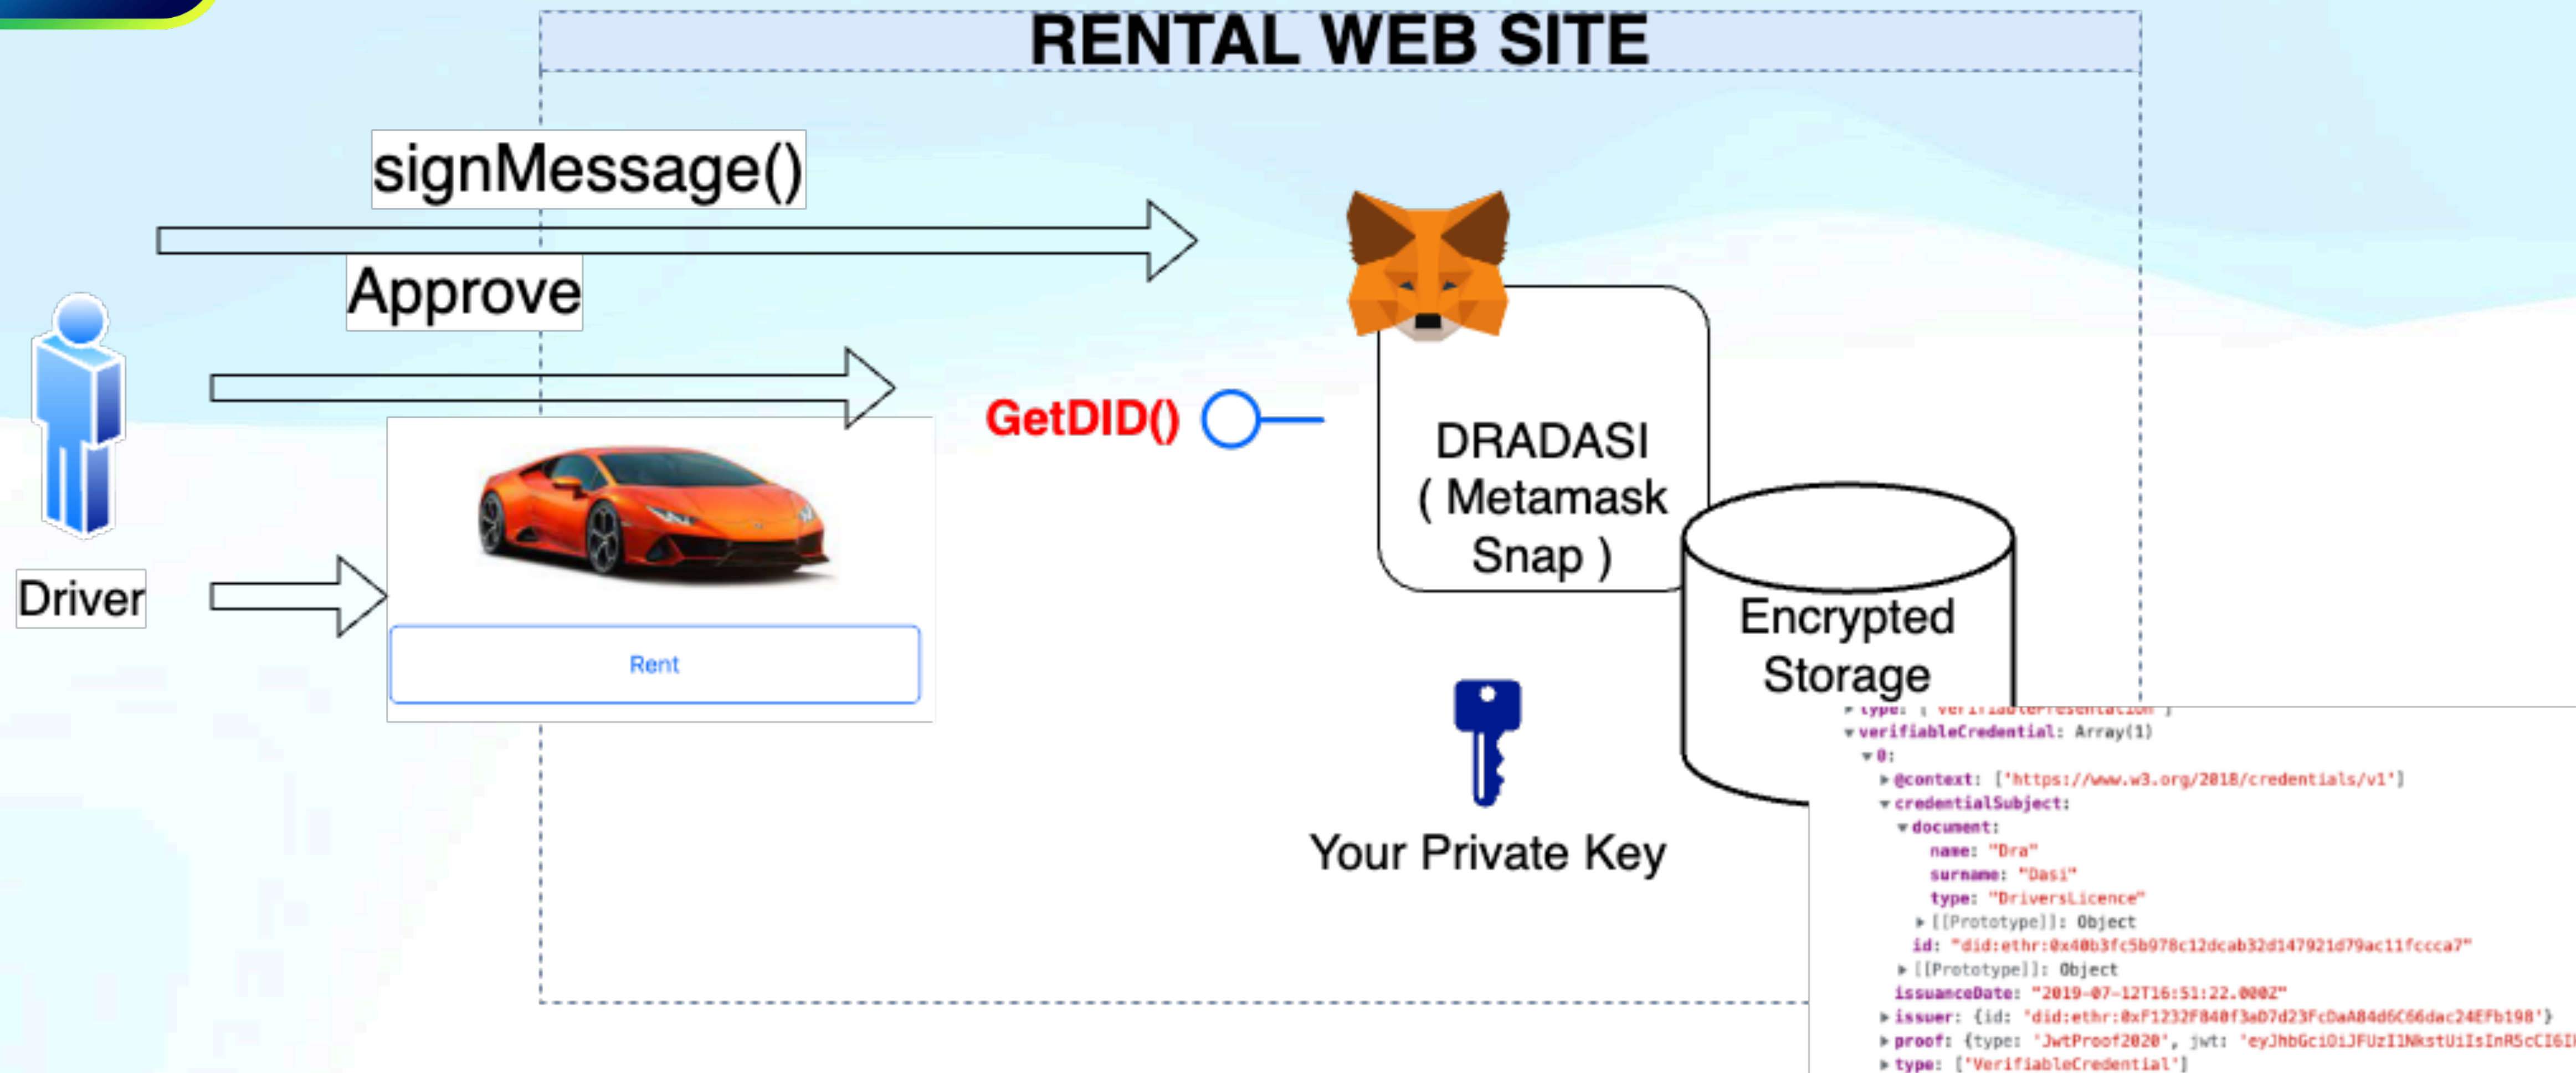 RENTAL WEB SITE
signMessage()
Approve
GetDID()
DRADASI
( Metamask
Snap )
Driver
Rent
Encrypted
Storage
Your Private Key
type: ['VerifiablePresentation']
verifiableCredential: Array(1)
0:
@context: ['https://www.w3.org/2018/credentials/v1']
credentialSubject:
document:
name: "Dra"
surname: "Dasi"
type: "DriversLicence"
[[Prototype]]: Object
id: "did:ethr:0x40b3fc5b978c12dcab32d147921d79ac11fccca7"
[[Prototype]]: Object
issuanceDate: "2019-07-12T16:51:22.000Z"
issuer: {id: 'did:ethr:0xF1232F840f3aD7d23FcDaA84d6C66dac24EFb198'}
proof: {type: 'JwtProof2020', jwt:
type: ['VerifiableCredential']